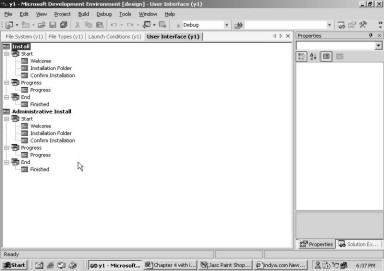 y1 - Microsoft Development Environment [design] - User Interface (y1)
File Edit View Project Build Debug Tools Window Help
Debug
File System (y1) File Types (y1) Launch Conditions (y1) User Interface (y1)
Properties
Install
Start
Welcome
Installation Folder
Confirm Installation
Progress
Progress
End
Finished
Administrative Install
Start
Welcome
Installation Folder
Confirm Installation
Progress
Progress
End
Finished
Properties Solution Ex...
Ready
Start y1 - Microsoft... Chapter 4 with i... Jasc Paint Shop... indya.com New... 6:37 PM